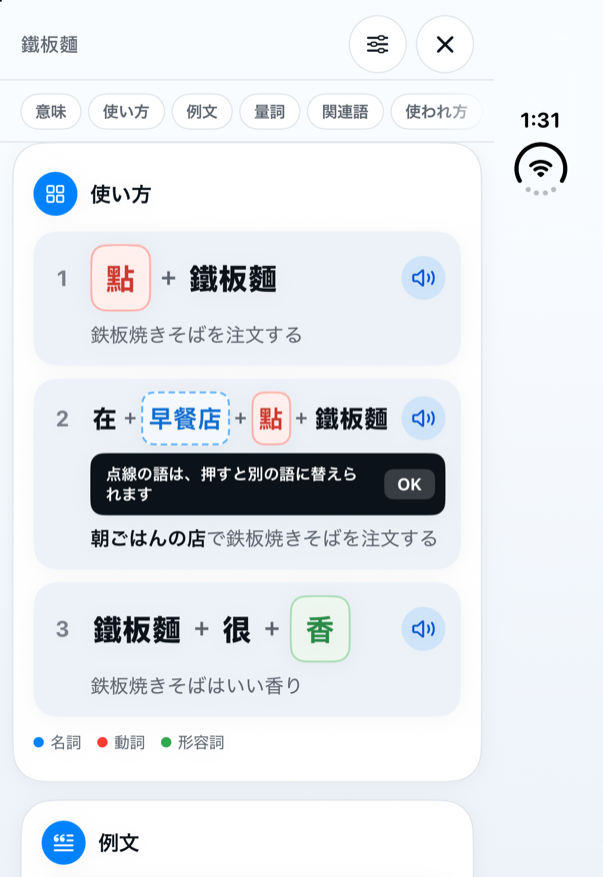 鐵板麵
意味 使い方 例文 量詞 関連語 使われ方
1:31
使い方
1 點 + 鐵板麵
鉄板焼きそばを注文する
2 在 + 早餐店 + 點 + 鐵板麵
点線の語は、押すと別の語に替えら
れます
OK
朝ごはんの店で鉄板焼きそばを注文する
3 鐵板麵 + 很 + 香
鉄板焼きそばはいい香り
名詞 動詞 形容詞
例文